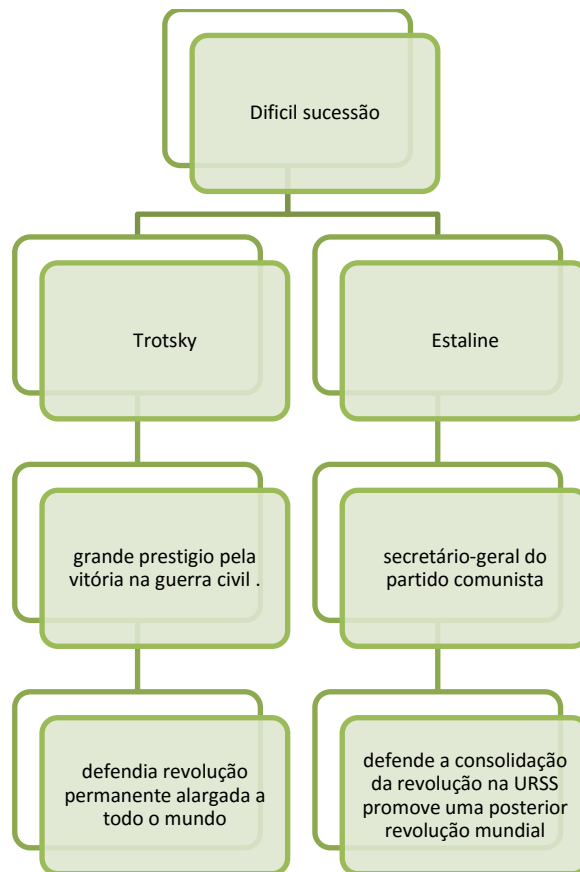 Dificil sucessão
Trotsky
Estaline
grande prestigio pela
vitória na guerra civil .
secretário-geral do
partido comunista
defendia revolução
permanente alargada a
todo o mundo
defende a consolidação
da revolução na URSS
promove uma posterior
revolução mundial